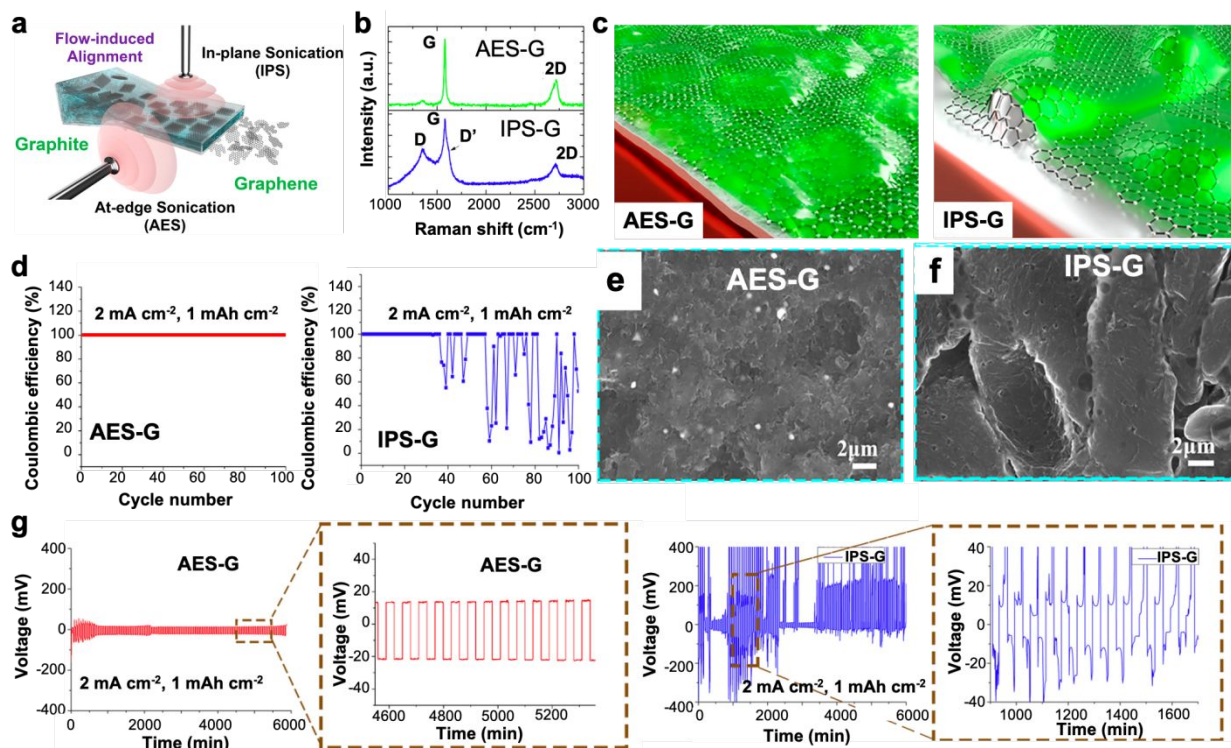 a
Flow-induced
Alignment
In-plane Sonication
(IPS)
Graphite
Graphene
At-edge Sonication
(AES)
b
Intensity (a.u.)
G
AES-G
2D
G
D
D'
IPS-G
2D
1000 1500 2000 2500 3000
Raman shift (cm⁻¹)
c
AES-G
IPS-G
d
Coulombic efficiency (%)
140
120
100
80
60
40
20
0
2 mA cm⁻², 1 mAh cm⁻²
AES-G
0 20 40 60 80 100
Cycle number
Coulombic efficiency (%)
140
120
100
80
60
40
20
0
2 mA cm⁻², 1 mAh cm⁻²
IPS-G
0 20 40 60 80 100
Cycle number
e
AES-G
2μm
f
IPS-G
2μm
g
Voltage (mV)
400
200
0
-200
-400
AES-G
2 mA cm⁻², 1 mAh cm⁻²
0 2000 4000 6000
Time (min)
Voltage (mV)
40
20
0
-20
-40
AES-G
4600 4800 5000 5200
Time (min)
Voltage (mV)
400
200
0
-200
-400
IPS-G
2 mA cm⁻², 1 mAh cm⁻²
0 2000 4000 6000
Time (min)
Voltage (mV)
40
20
0
-20
-40
IPS-G
1000 1200 1400 1600
Time (min)